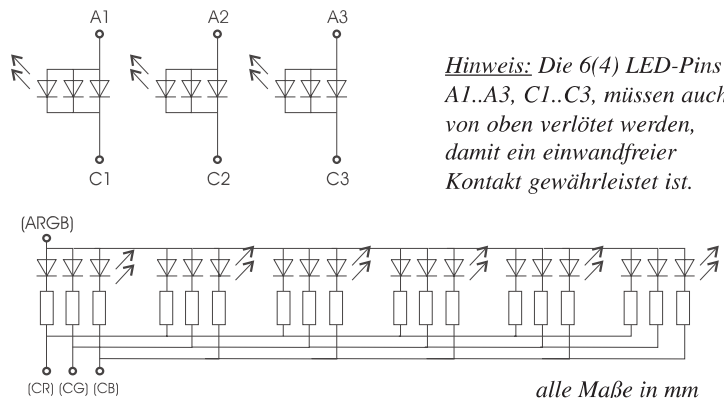 A1 A2 A3
C1 C2 C3
Hinweis: Die 6(4) LED-Pins
A1..A3, C1..C3, müssen auch
von oben verlötet werden,
damit ein einwandfreier
Kontakt gewährleistet ist.
(ARGB)
(CR) (CG) (CB)
alle Maße in mm